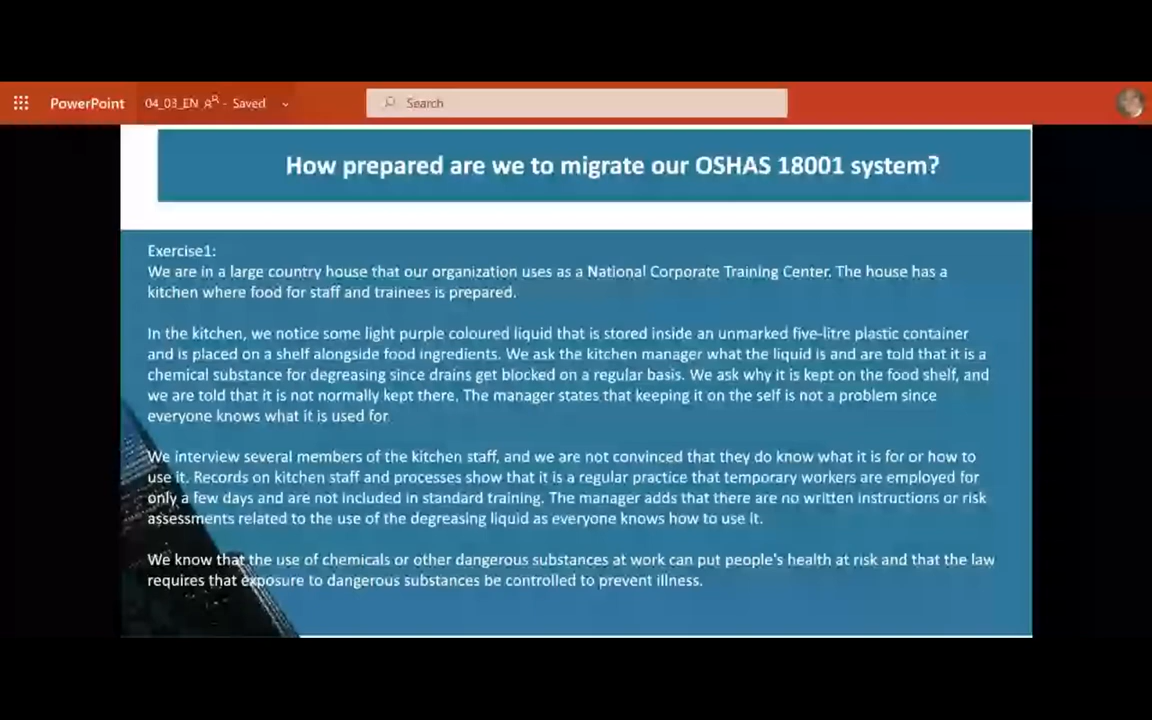 PowerPoint
04_03_EN - Saved
Search
How prepared are we to migrate our OSHAS 18001 system?
Exercise1:
We are in a large country house that our organization uses as a National Corporate Training Center. The house has a
kitchen where food for staff and trainees is prepared.
In the kitchen, we notice some light purple coloured liquid that is stored inside an unmarked five-litre plastic container
and is placed on a shelf alongside food ingredients. We ask the kitchen manager what the liquid is and are told that it is a
chemical substance for degreasing since drains get blocked on a regular basis. We ask why it is kept on the food shelf, and
we are told that it is not normally kept there. The manager states that keeping it on the self is not a problem since
everyone knows what it is used for.
We interview several members of the kitchen staff, and we are not convinced that they do know what it is for or how to
use it. Records on kitchen staff and processes show that it is a regular practice that temporary workers are employed for
only a few days and are not included in standard training. The manager adds that there are no written instructions or risk
assessments related to the use of the degreasing liquid as everyone knows how to use it.
We know that the use of chemicals or other dangerous substances at work can put people's health at risk and that the law
requires that exposure to dangerous substances be controlled to prevent illness.